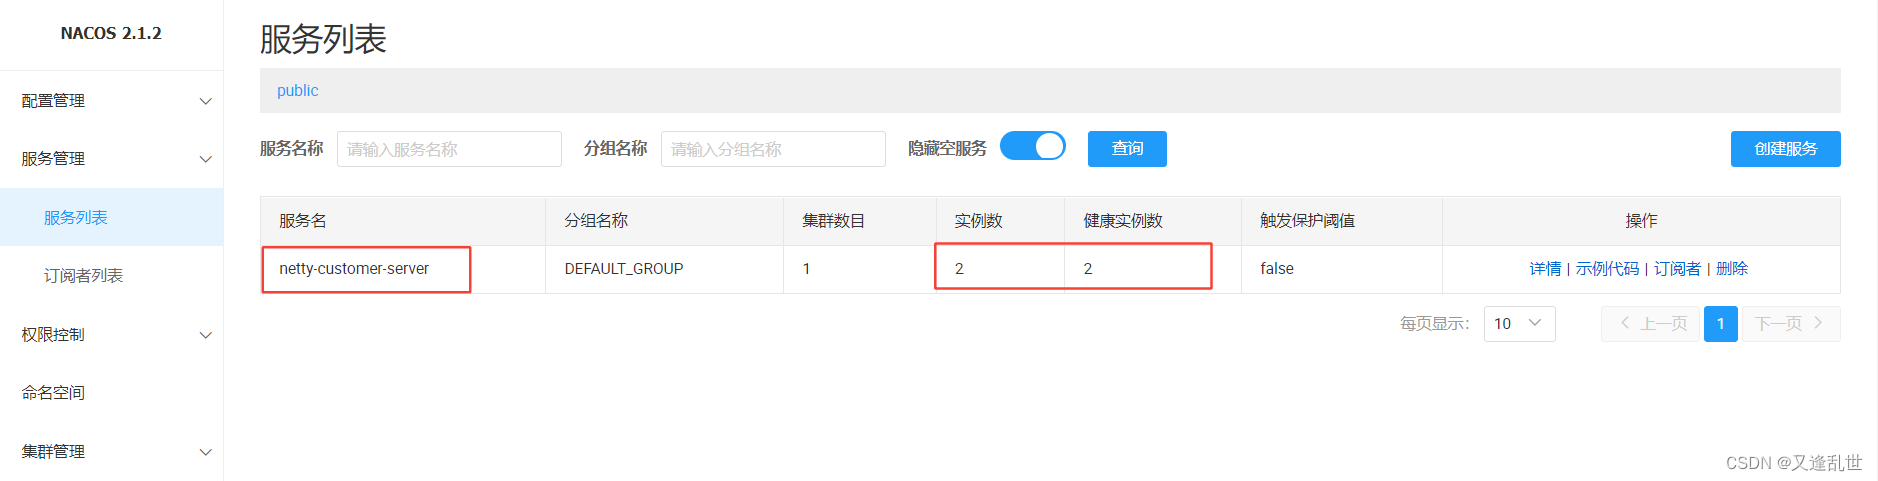 NACOS 2.1.2
配置管理
服务管理
服务列表
订阅者列表
权限控制
命名空间
集群管理
服务列表
public
服务名称 请输入服务名称 分组名称 请输入分组名称 隐藏空服务 查询 创建服务
服务名 分组名称 集群数目 实例数 健康实例数 触发保护阈值 操作
netty-customer-server DEFAULT_GROUP 1 2 2 false 详情 | 示例代码 | 订阅者 | 删除
每页显示： 10 上一页 1 下一页
CSDN @又逢乱世